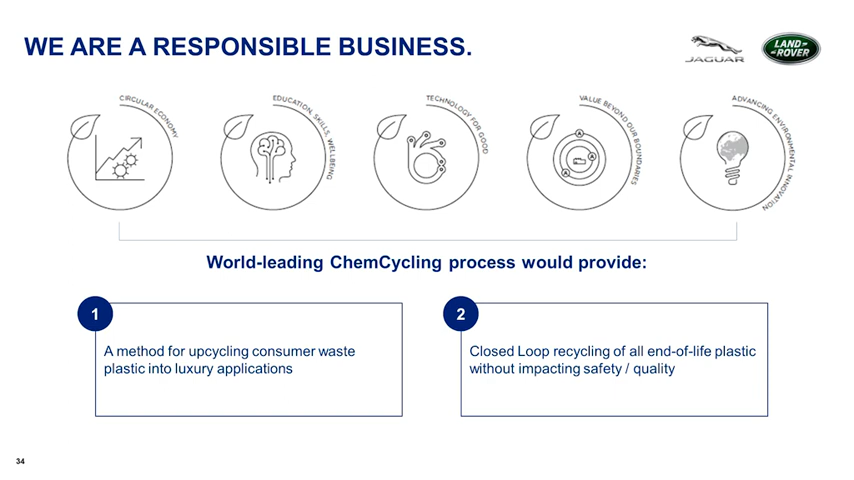 WE ARE A RESPONSIBLE BUSINESS.
JAGUAR
LAND-
-ROVER
CIRCULAR ECONOMY
EDUCATION, SKILLS, WELLBEING
TECHNOLOGY FOR GOOD
VALUE BEYOND OUR BOUNDARIES
ADVANCING ENVIRONMENTAL INNOVATION
A
A
A
World-leading ChemCycling process would provide:
1
A method for upcycling consumer waste
plastic into luxury applications
2
Closed Loop recycling of all end-of-life plastic
without impacting safety / quality
34